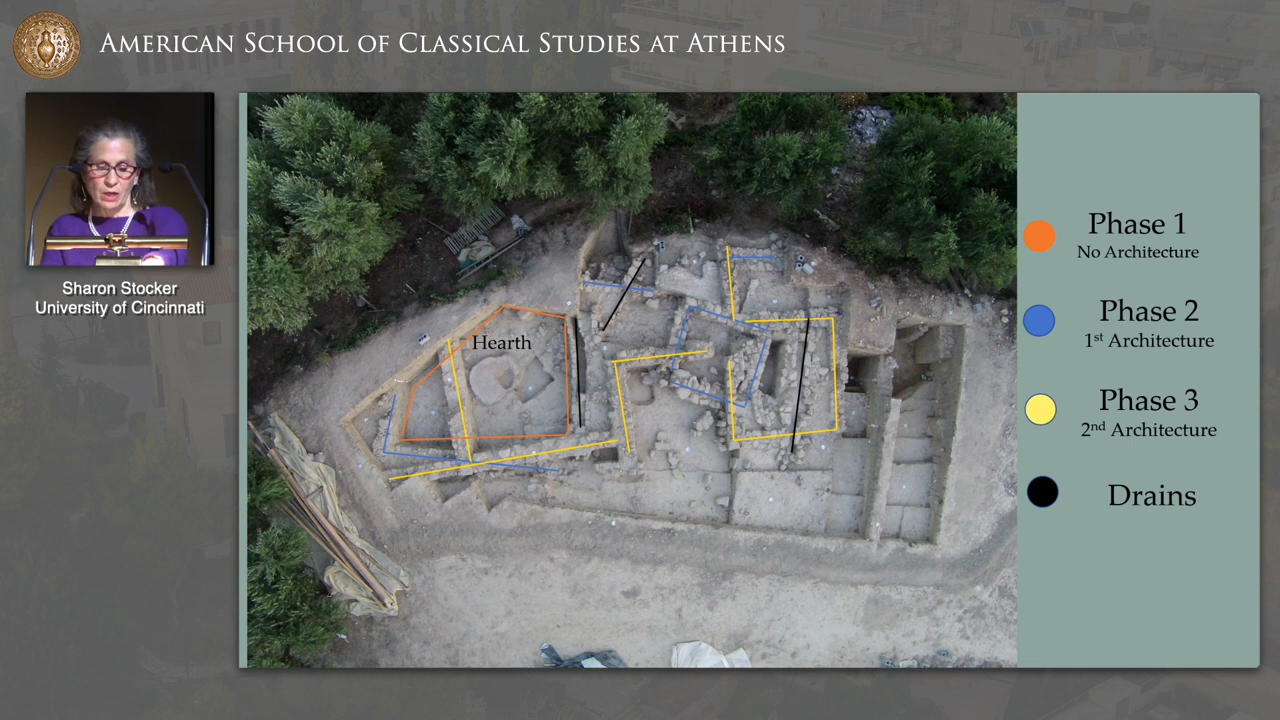 American School of Classical Studies at Athens
Sharon Stocker
University of Cincinnati
Hearth
Phase 1
No Architecture
Phase 2
1st Architecture
Phase 3
2nd Architecture
Drains